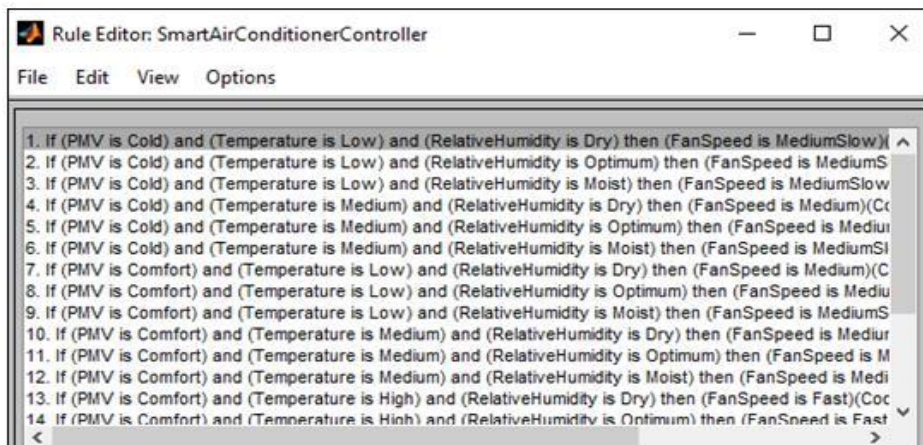 Rule Editor: SmartAirConditionerController
File Edit View Options
1. If (PMV is Cold) and (Temperature is Low) and (RelativeHumidity is Dry) then (FanSpeed is MediumSlow)(
2. If (PMV is Cold) and (Temperature is Low) and (RelativeHumidity is Optimum) then (FanSpeed is MediumS
3. If (PMV is Cold) and (Temperature is Low) and (RelativeHumidity is Moist) then (FanSpeed is MediumSlow
4. If (PMV is Cold) and (Temperature is Medium) and (RelativeHumidity is Dry) then (FanSpeed is Medium)(Co
5. If (PMV is Cold) and (Temperature is Medium) and (RelativeHumidity is Optimum) then (FanSpeed is Mediur
6. If (PMV is Cold) and (Temperature is Medium) and (RelativeHumidity is Moist) then (FanSpeed is MediumSl
7. If (PMV is Comfort) and (Temperature is Low) and (RelativeHumidity is Dry) then (FanSpeed is Medium)(C
8. If (PMV is Comfort) and (Temperature is Low) and (RelativeHumidity is Optimum) then (FanSpeed is Mediu
9. If (PMV is Comfort) and (Temperature is Low) and (RelativeHumidity is Moist) then (FanSpeed is MediumS
10. If (PMV is Comfort) and (Temperature is Medium) and (RelativeHumidity is Dry) then (FanSpeed is Mediur
11. If (PMV is Comfort) and (Temperature is Medium) and (RelativeHumidity is Optimum) then (FanSpeed is M
12. If (PMV is Comfort) and (Temperature is Medium) and (RelativeHumidity is Moist) then (FanSpeed is Medi
13. If (PMV is Comfort) and (Temperature is High) and (RelativeHumidity is Dry) then (FanSpeed is Fast)(Coo
14. If (PMV is Comfort) and (Temperature is High) and (RelativeHumidity is Optimum) then (FanSpeed is Fast